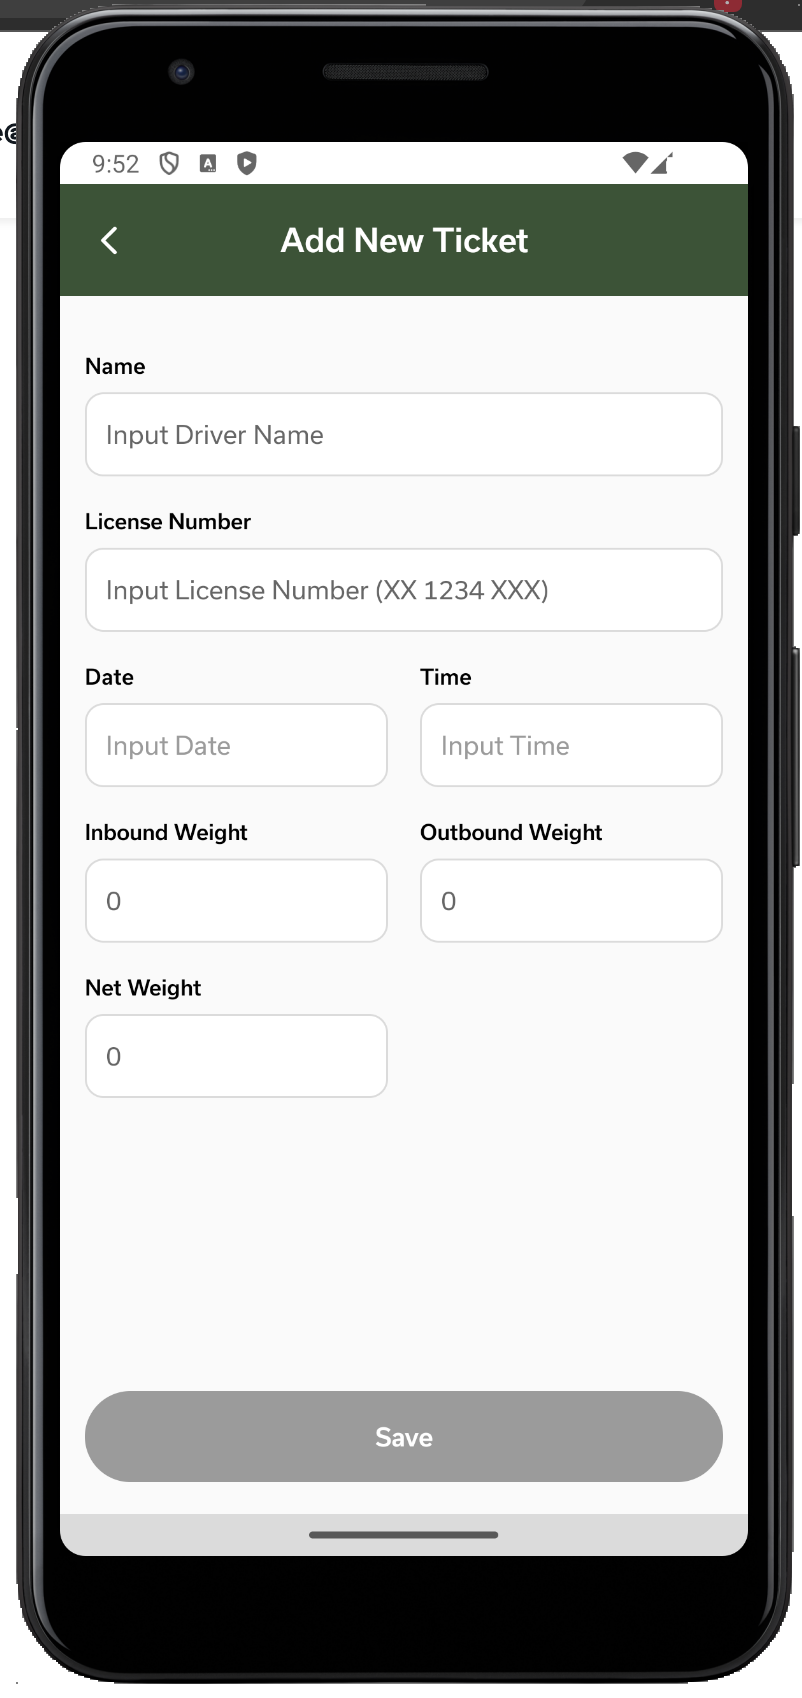 9:52
Add New Ticket
Name
Input Driver Name
License Number
Input License Number (XX 1234 XXX)
Date Time
Input Date Input Time
Inbound Weight Outbound Weight
0 0
Net Weight
0
Save